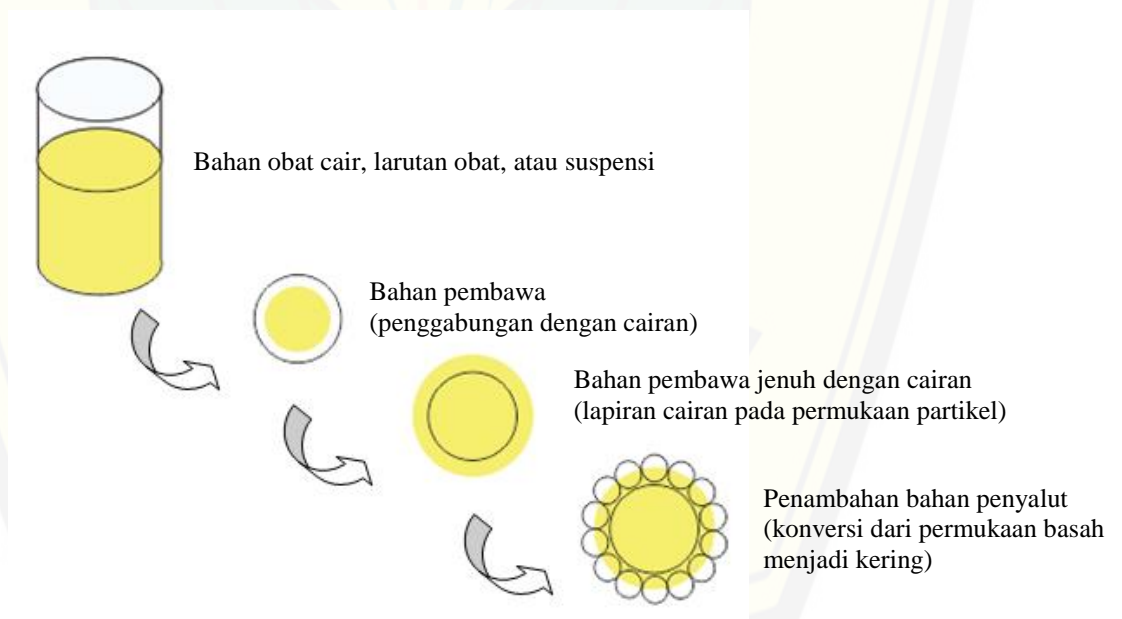 Bahan obat cair, larutan obat, atau suspensi
Bahan pembawa
(penggabungan dengan cairan)
Bahan pembawa jenuh dengan cairan
(lapiran cairan pada permukaan partikel)
Penambahan bahan penyalut
(konversi dari permukaan basah
menjadi kering)